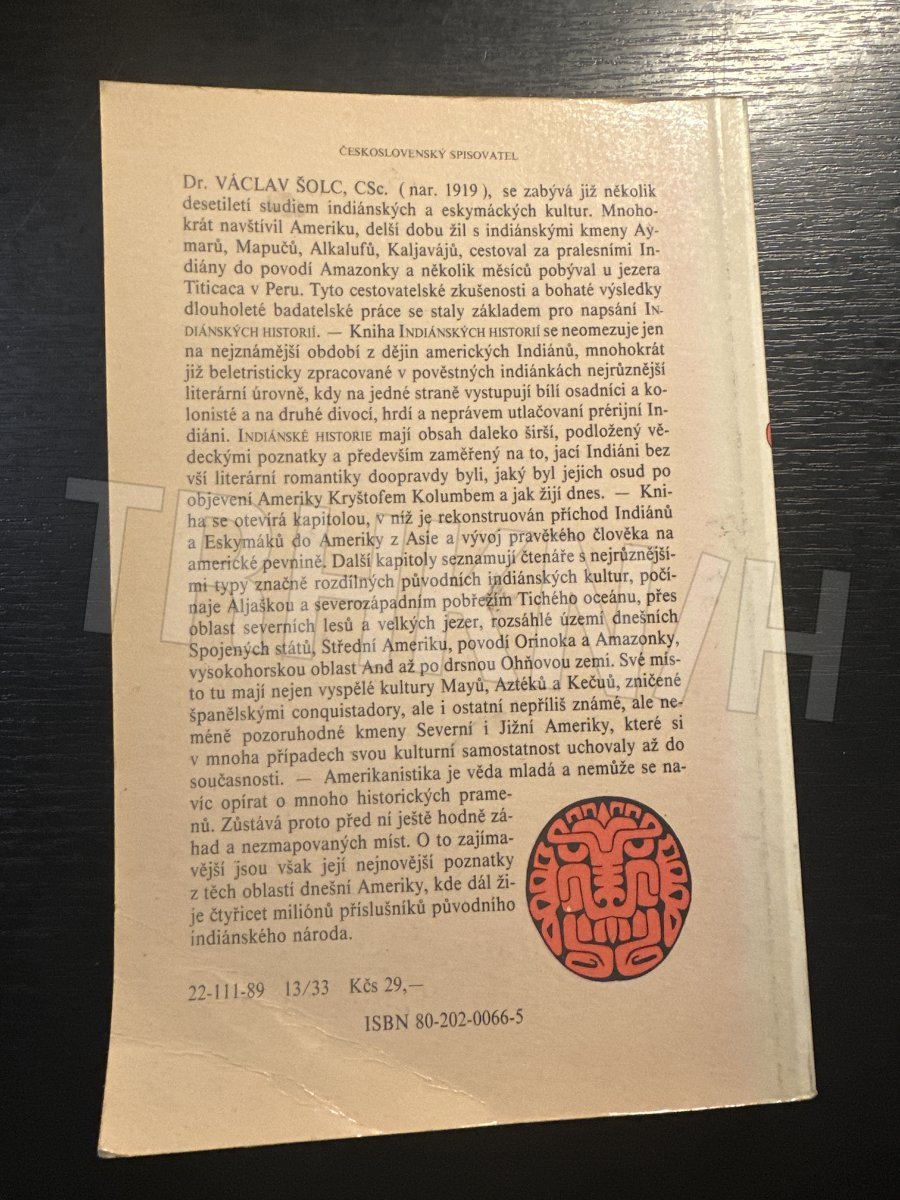 ČESKOSLOVENSKÝ SPISOVATEL
Dr. VÁCLAV ŠOLC, CSc. (nar. 1919), se zabývá již několik
desetiletí studiem indiánských a eskymáckých kultur. Mnoho-
krát navštívil Ameriku, delší dobu žil s indiánskými kmeny Ay-
marů, Mapučů, Alkalufů, Kaljavájů, cestoval za pralesními In-
diány do povodí Amazonky a několik měsíců pobýval u jezera
Titicaca v Peru. Tyto cestovatelské zkušenosti a bohaté výsledky
dlouholeté badatelské práce se staly základem pro napsání IN-
DIÁNSKÝCH HISTORIÍ. — Kniha INDIÁNSKÝCH HISTORIÍ se neomezuje jen
na nejznámější období z dějin amerických Indiánů, mnohokrát
již beletristicky zpracované v pověstných indiánkách nejrůznější
literární úrovně, kdy na jedné straně vystupují bílí osadníci a ko-
lonisté a na druhé divocí, hrdí a neprávem utlačovaní prérijní In-
diáni. INDIÁNSKÉ HISTORIE mají obsah daleko širší, podložený vě-
deckými poznatky a především zaměřený na to, jací Indiáni bez
vší literární romantiky doopravdy byli, jaký byl jejich osud po
objevení Ameriky Kryštofem Kolumbem a jak žijí dnes. — Kni-
ha se otevírá kapitolou, v níž je rekonstruován příchod Indiánů
a Eskymáků do Ameriky z Asie a vývoj pravěkého člověka na
americké pevnině. Další kapitoly seznamují čtenáře s nejrůznější-
mi typy značně rozdílných původních indiánských kultur, počí-
naje Aljaškou a severozápadním pobřežím Tichého oceánu, přes
oblast severních lesů a velkých jezer, rozsáhlé území dnešních
Spojených států, Střední Ameriku, povodí Orinoka a Amazonky,
vysokohorskou oblast And až po drsnou Ohňovou zemi. Své mís-
to tu mají nejen vyspělé kultury Mayů, Aztéků a Kečuů, zničené
španělskými conquistadory, ale i ostatní nepříliš známé, ale ne-
méně pozoruhodné kmeny Severní i Jižní Ameriky, které si
v mnoha případech svou kulturní samostatnost uchovaly až do
současnosti. — Amerikanistika je věda mladá a nemůže se na-
víc opírat o mnoho historických prame-
nů. Zůstává proto před ní ještě hodně zá-
had a nezmapovaných míst. O to zajíma-
vější jsou však její nejnovější poznatky
z těch oblastí dnešní Ameriky, kde dál ži-
je čtyřicet miliónů příslušníků původního
indiánského národa.
22-111-89 13/33 Kčs 29,—
ISBN 80-202-0066-5